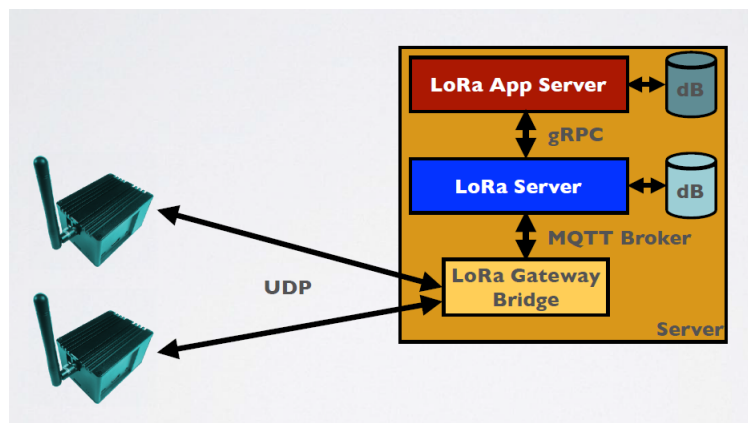 LoRa App Server
dB
gRPC
LoRa Server
dB
MQTT Broker
LoRa Gateway
Bridge
UDP
Server